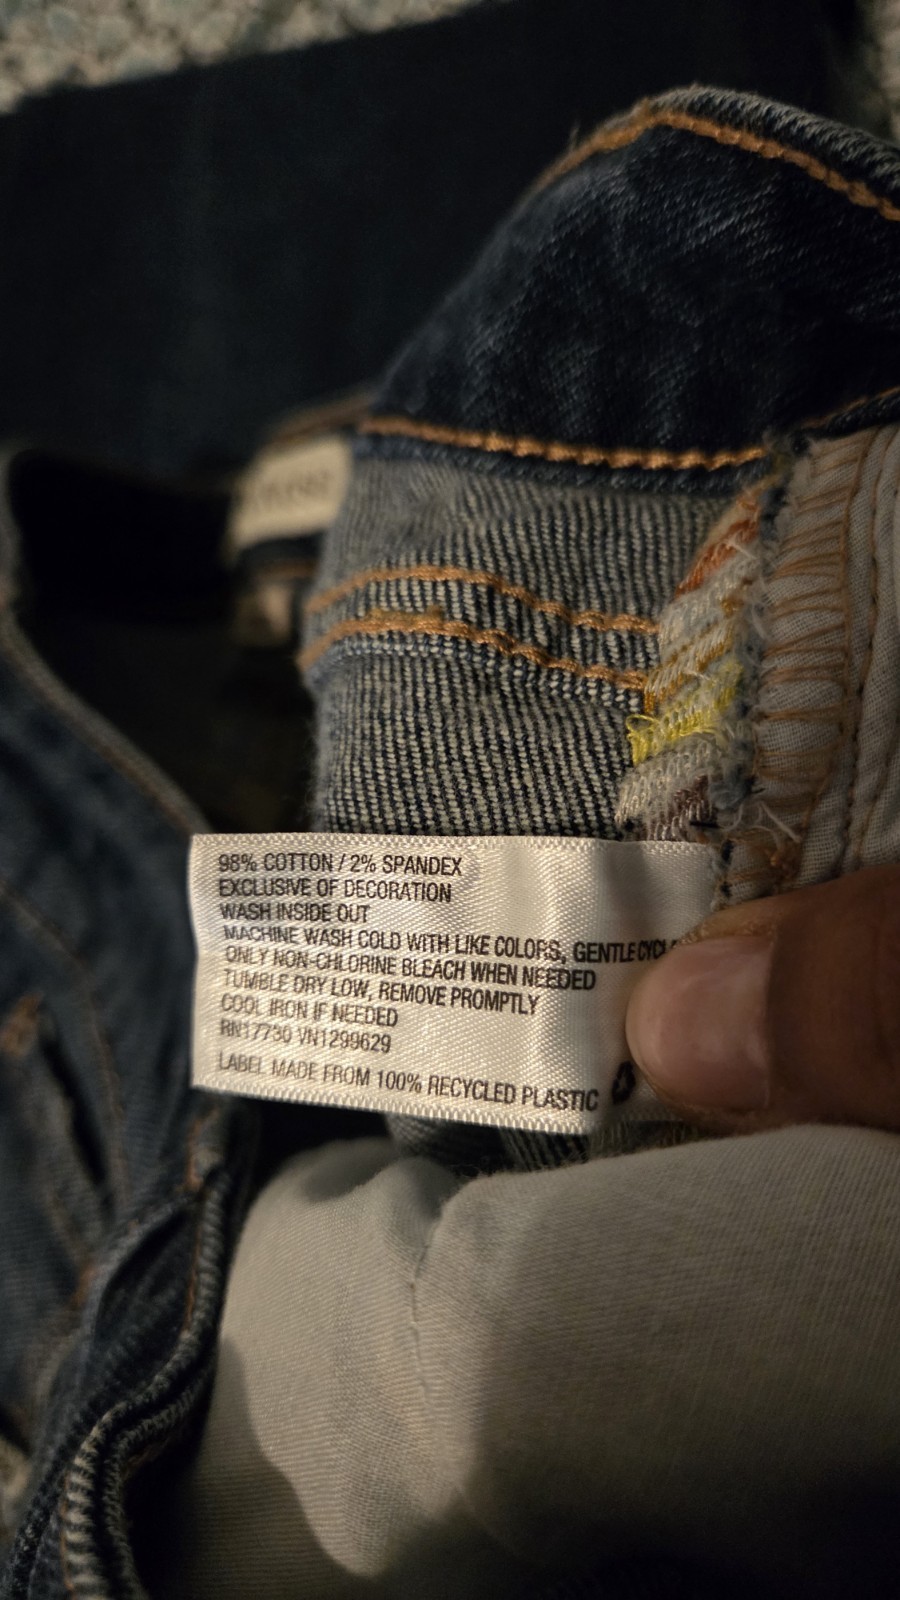 98% COTTON / 2% SPANDEX
EXCLUSIVE OF DECORATION
WASH INSIDE OUT
MACHINE WASH COLD WITH LIKE COLORS, GENTLE CYCL
ONLY NON-CHLORINE BLEACH WHEN NEEDED
TUMBLE DRY LOW, REMOVE PROMPTLY
COOL IRON IF NEEDED
RN17730 VN1299629
LABEL MADE FROM 100% RECYCLED PLASTIC